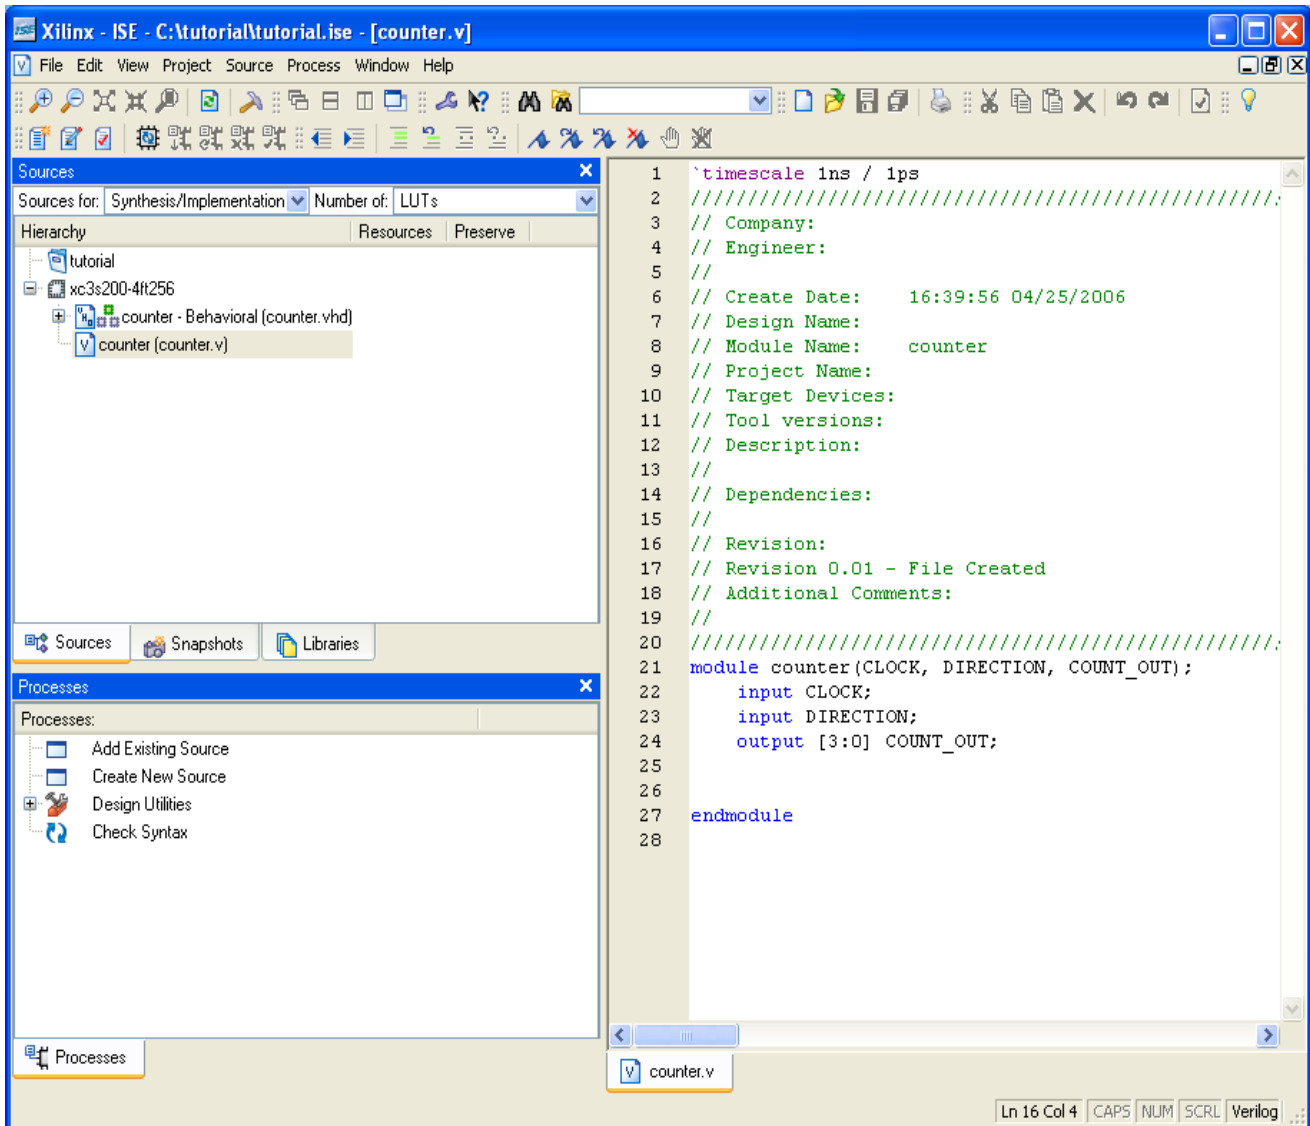 Xilinx - ISE - C:\tutorial\tutorial.ise - [counter.v]
File Edit View Project Source Process Window Help
Sources
Sources for: Synthesis/Implementation Number of: LUTs
Hierarchy Resources Preserve
tutorial
xc3s200-4ft256
counter - Behavioral (counter.vhd)
counter (counter.v)
Sources Snapshots Libraries
Processes
Processes:
Add Existing Source
Create New Source
Design Utilities
Check Syntax
Processes
1 `timescale 1ns / 1ps
2 //////////////////////////////////////////////////
3 // Company:
4 // Engineer:
5 //
6 // Create Date:    16:39:56 04/25/2006
7 // Design Name:
8 // Module Name:    counter
9 // Project Name:
10 // Target Devices:
11 // Tool versions:
12 // Description:
13 //
14 // Dependencies:
15 //
16 // Revision:
17 // Revision 0.01 - File Created
18 // Additional Comments:
19 //
20 //////////////////////////////////////////////////
21 module counter(CLOCK, DIRECTION, COUNT_OUT);
22     input CLOCK;
23     input DIRECTION;
24     output [3:0] COUNT_OUT;
25
26
27 endmodule
28
counter.v
Ln 16 Col 4 CAPS NUM SCRL Verilog